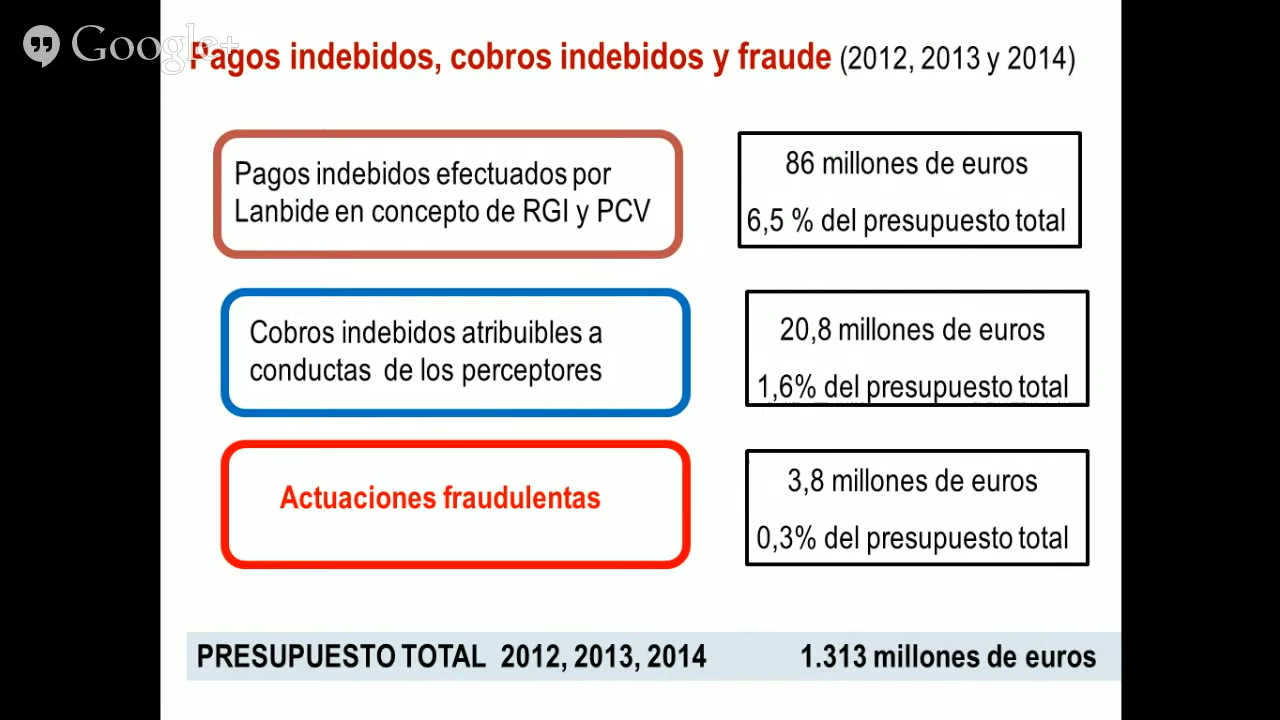 Google+
Pagos indebidos, cobros indebidos y fraude (2012, 2013 y 2014)
Pagos indebidos efectuados por
Lanbide en concepto de RGI y PCV
86 millones de euros
6,5 % del presupuesto total
Cobros indebidos atribuibles a
conductas de los perceptores
20,8 millones de euros
1,6% del presupuesto total
Actuaciones fraudulentas
3,8 millones de euros
0,3% del presupuesto total
PRESUPUESTO TOTAL 2012, 2013, 2014 1.313 millones de euros